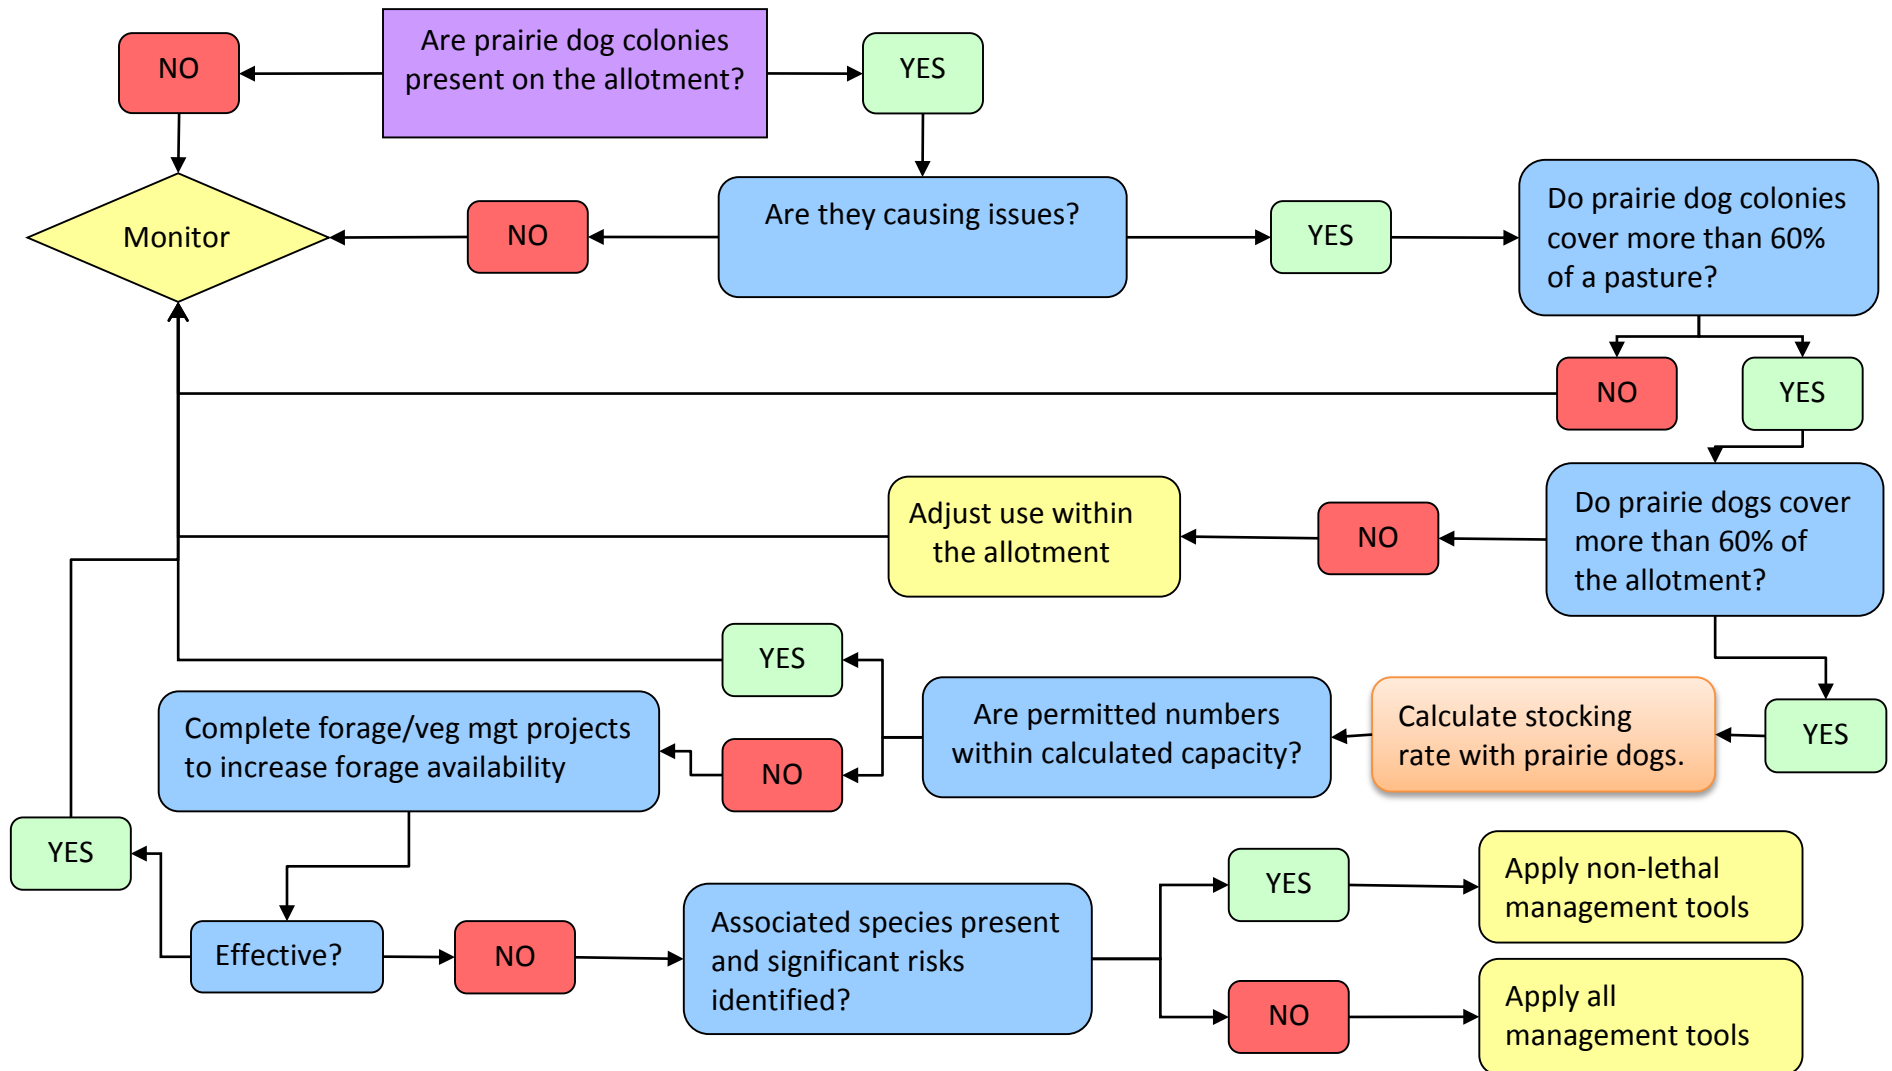 Are prairie dog colonies
present on the allotment?
NO
YES
Monitor
NO
Are they causing issues?
YES
Do prairie dog colonies
cover more than 60%
of a pasture?
NO
YES
Adjust use within
the allotment
NO
Do prairie dogs cover
more than 60% of
the allotment?
YES
Complete forage/veg mgt projects
to increase forage availability
NO
Are permitted numbers
within calculated capacity?
Calculate stocking
rate with prairie dogs.
YES
YES
Effective?
NO
Associated species present
and significant risks
identified?
YES
Apply non-lethal
management tools
NO
Apply all
management tools